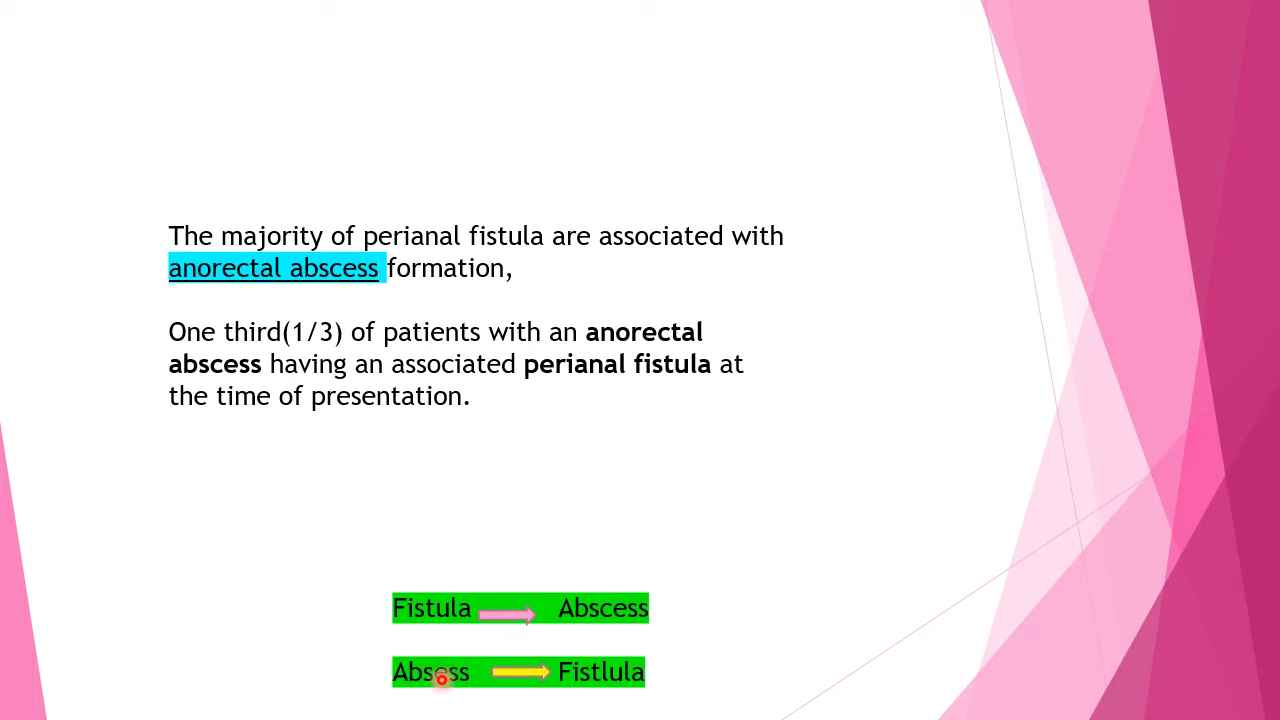 The majority of perianal fistula are associated with
anorectal abscess formation,
One third(1/3) of patients with an anorectal
abscess having an associated perianal fistula at
the time of presentation.
Fistula Abscess
Absess Fistlula